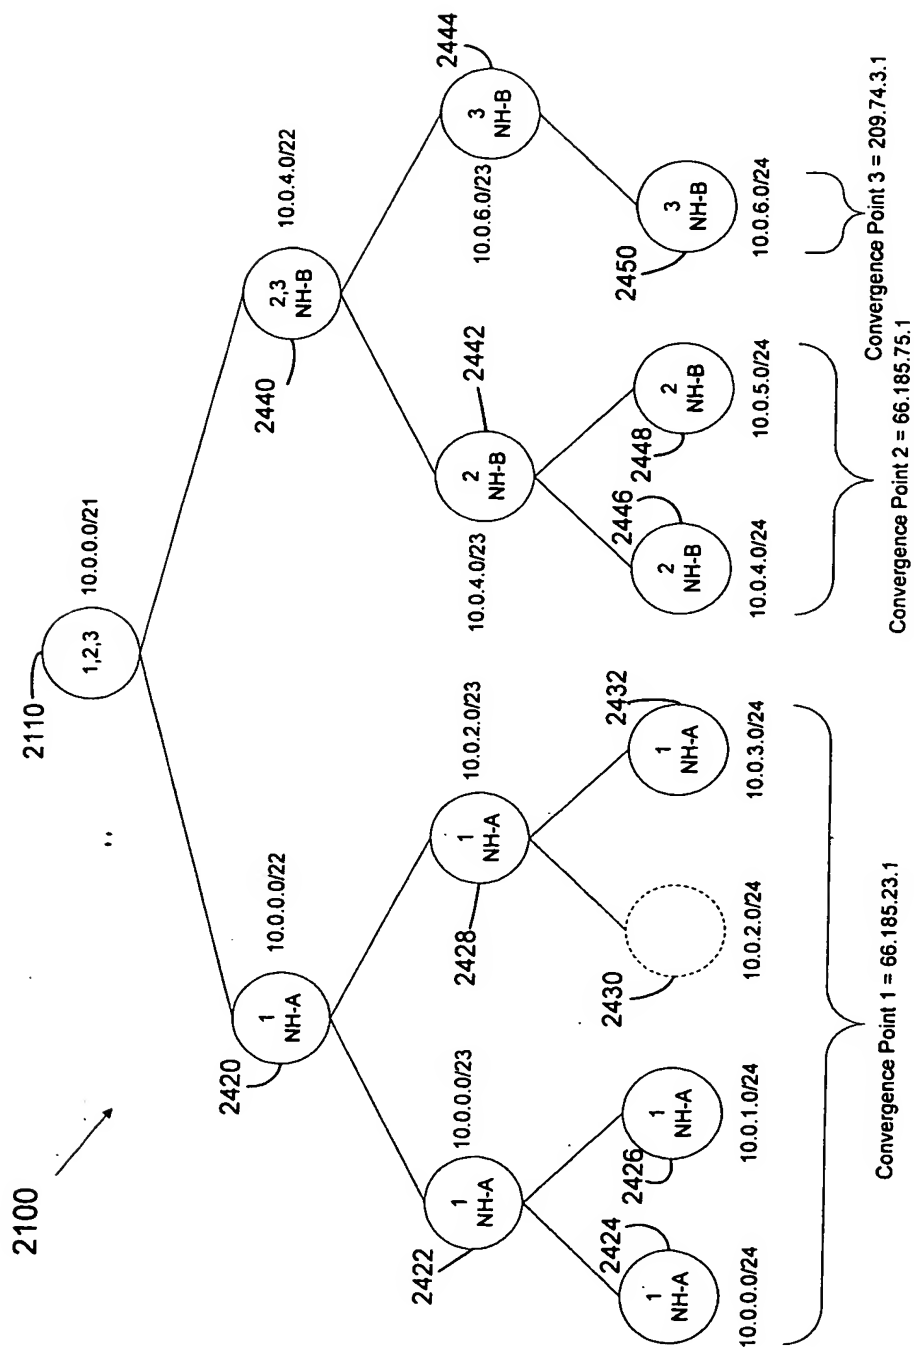 2100
2110
1,2,3
10.0.0.0/21
2420
1
NH-A
10.0.0.0/22
2440
2,3
NH-B
10.0.4.0/22
2422
1
NH-A
10.0.0.0/23
2428
1
NH-A
10.0.2.0/23
10.0.4.0/23
2
NH-B
2442
10.0.6.0/23
3
NH-B
2444
2424
1
NH-A
10.0.0.0/24
2426
1
NH-A
10.0.1.0/24
2430
10.0.2.0/24
2432
1
NH-A
10.0.3.0/24
2446
2
NH-B
10.0.4.0/24
2448
2
NH-B
10.0.5.0/24
2450
3
NH-B
10.0.6.0/24
Convergence Point 1 = 66.185.23.1
Convergence Point 2 = 66.185.75.1
Convergence Point 3 = 209.74.3.1